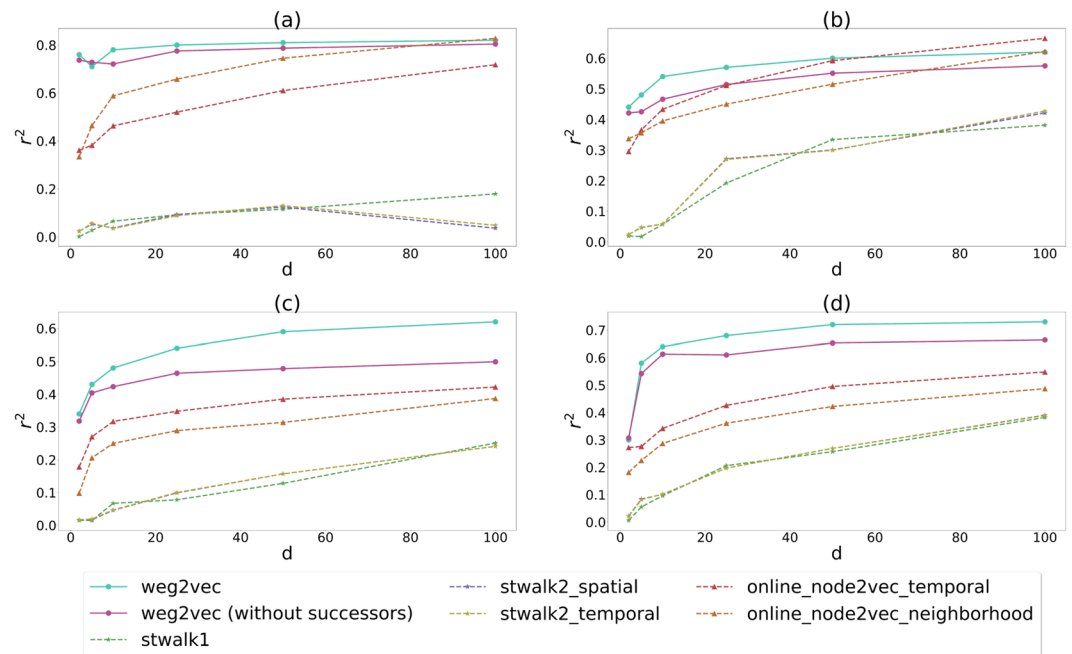 (a)
(b)
0.8
0.6
0.4
0.2
0.0
r²
0 20 40 60 80 100
d
0.6
0.5
0.4
0.3
0.2
0.1
0.0
r²
0 20 40 60 80 100
d
(c)
(d)
0.6
0.5
0.4
0.3
0.2
0.1
0.0
r²
0 20 40 60 80 100
d
0.7
0.6
0.5
0.4
0.3
0.2
0.1
0.0
r²
0 20 40 60 80 100
d
weg2vec
weg2vec (without successors)
stwalk1
stwalk2_spatial
stwalk2_temporal
online_node2vec_temporal
online_node2vec_neighborhood